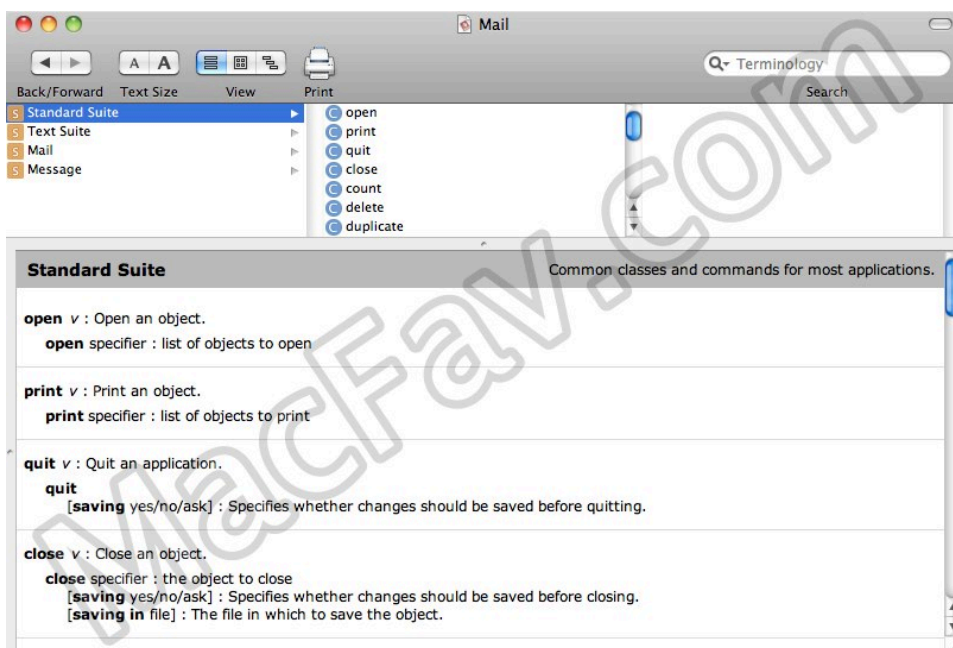 Mail
A A
Terminology
Back/Forward Text Size View Print Search
S Standard Suite
S Text Suite
S Mail
S Message
C open
C print
C quit
C close
C count
C delete
C duplicate
Standard Suite Common classes and commands for most applications.
open v : Open an object.
open specifier : list of objects to open
print v : Print an object.
print specifier : list of objects to print
quit v : Quit an application.
quit
[saving yes/no/ask] : Specifies whether changes should be saved before quitting.
close v : Close an object.
close specifier : the object to close
[saving yes/no/ask] : Specifies whether changes should be saved before closing.
[saving in file] : The file in which to save the object.
MacFav.com